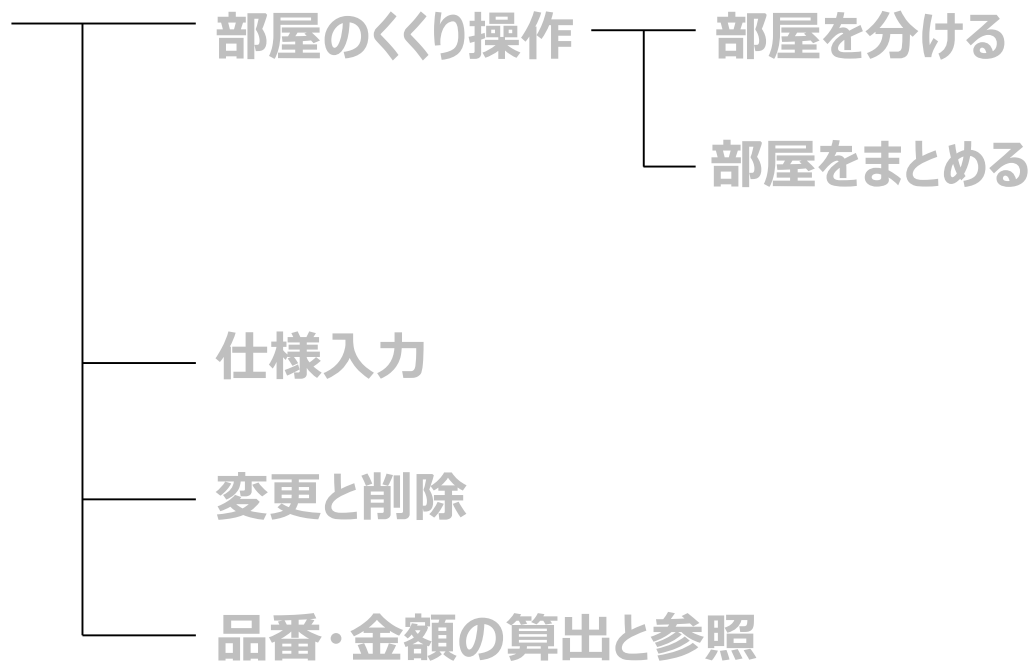 部屋のくくり操作
部屋を分ける
部屋をまとめる
仕様入力
変更と削除
品番・金額の算出と参照